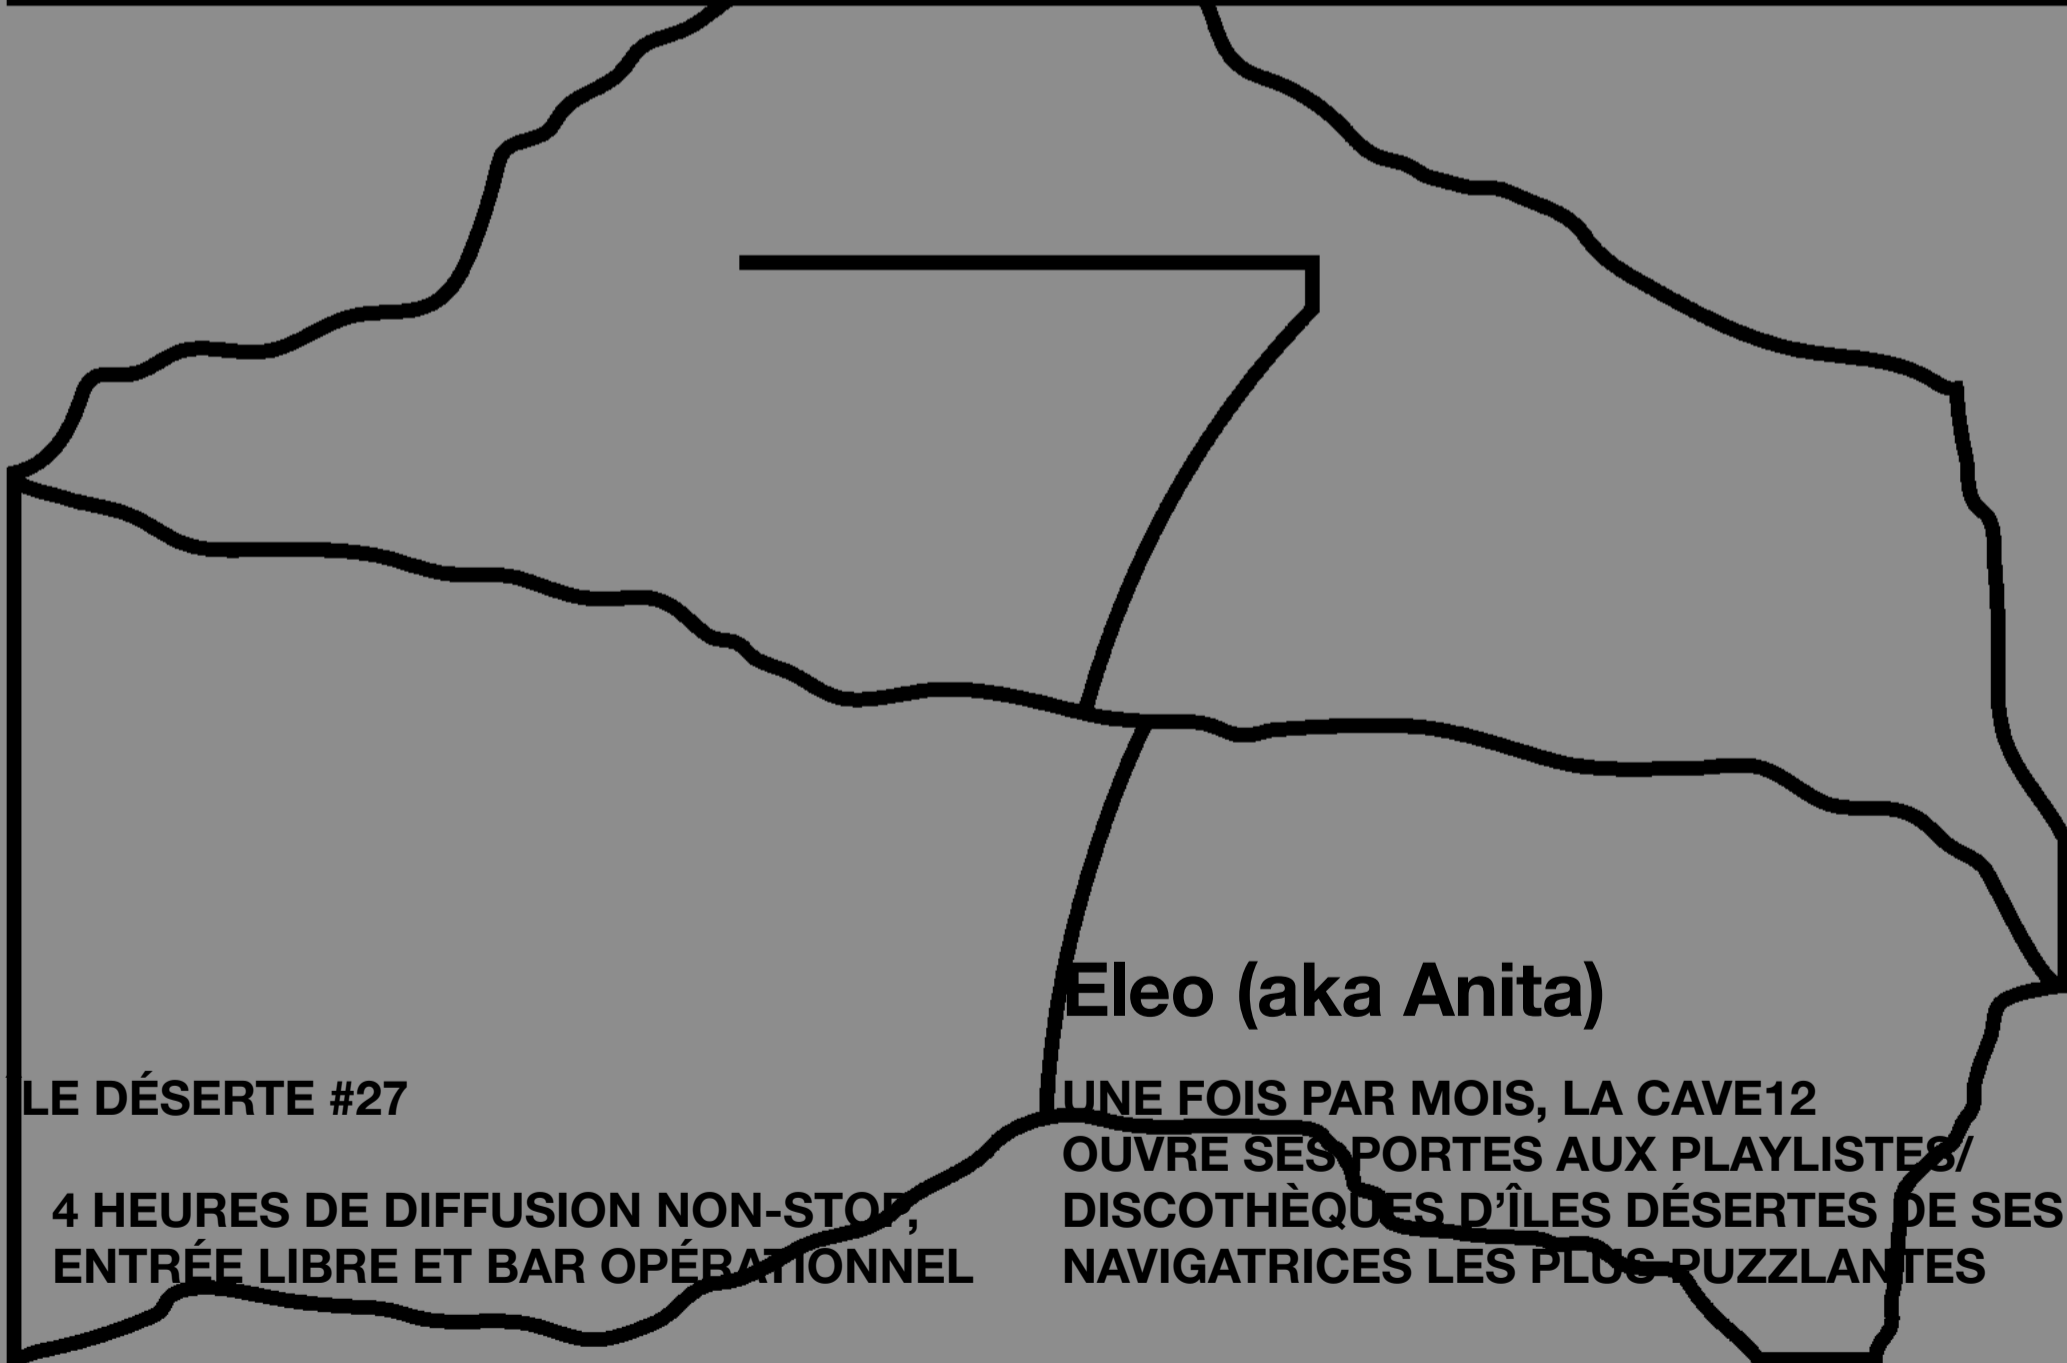 Eleo (aka Anita)
ÎLE DÉSERTE #27
4 HEURES DE DIFFUSION NON-STOP,
ENTRÉE LIBRE ET BAR OPÉRATIONNEL
UNE FOIS PAR MOIS, LA CAVE12
OUVRE SES PORTES AUX PLAYLISTES/
DISCOTHÈQUES D’ÎLES DÉSERTES DE SES
NAVIGATRICES LES PLUS PUZZLANTES